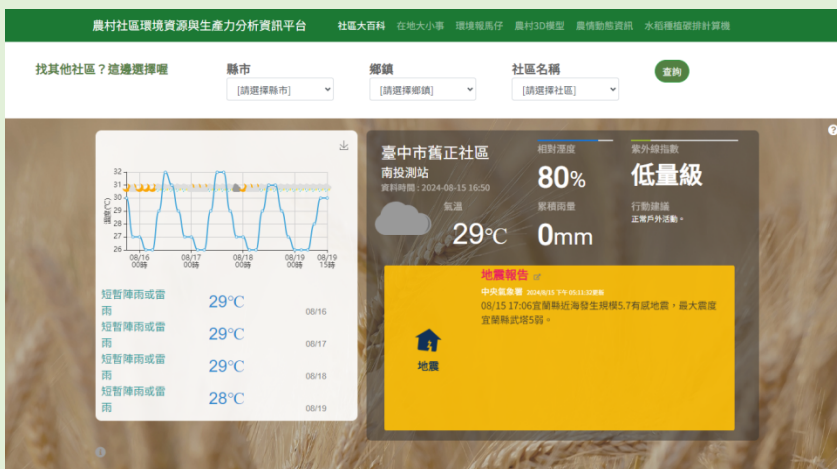 農村社區環境資源與生產力分析資訊平台
社區大百科 在地大小事 環境報馬仔 農村3D模型 農情動態資訊 水稻種植碳排計算機
找其他社區？這邊選擇喔
縣市
[請選擇縣市]
鄉鎮
[請選擇鄉鎮]
社區名稱
[請選擇社區]
查詢
溫度(°C)
32
31
30
29
28
27
26
08/16 00時
08/17 00時
08/18 00時
08/19 00時
08/19 15時
短暫陣雨或雷
雨
29°C
08/16
短暫陣雨或雷
雨
29°C
08/17
短暫陣雨或雷
雨
29°C
08/18
短暫陣雨或雷
雨
28°C
08/19
臺中市舊正社區
南投測站
資料時間 : 2024-08-15 16:50
氣溫
29°C
相對溼度
80%
累積雨量
0mm
紫外線指數
低量級
行動建議
正常戶外活動。
地震報告
中央氣象署 2024/8/15 下午 05:11:32更新
08/15 17:06宜蘭縣近海發生規模5.7有感地震，最大震度
宜蘭縣武塔5弱。
地震